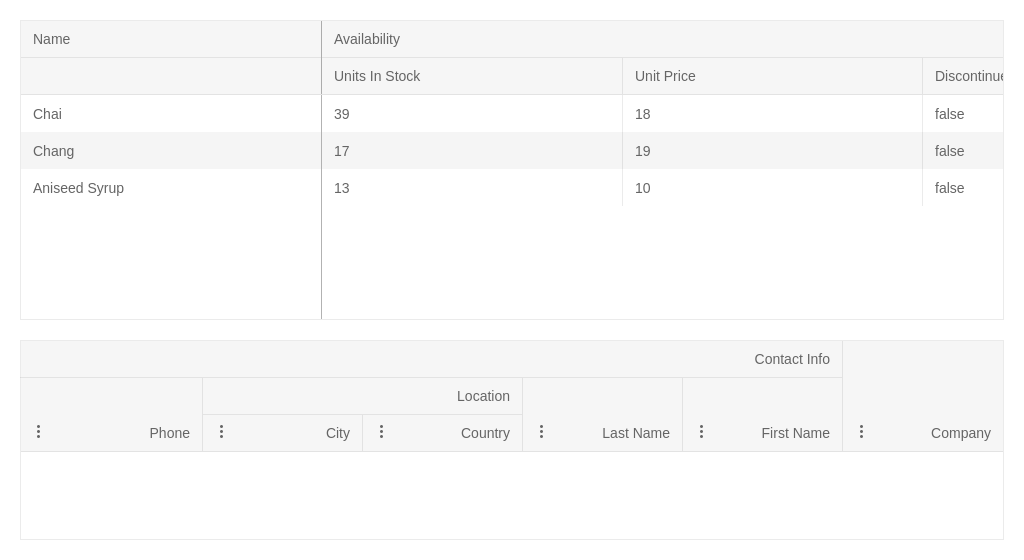 Name Availability
Units In Stock Unit Price Discontinue
Chai 39 18 false
Chang 17 19 false
Aniseed Syrup 13 10 false
Contact Info
Location
Phone City Country Last Name First Name Company